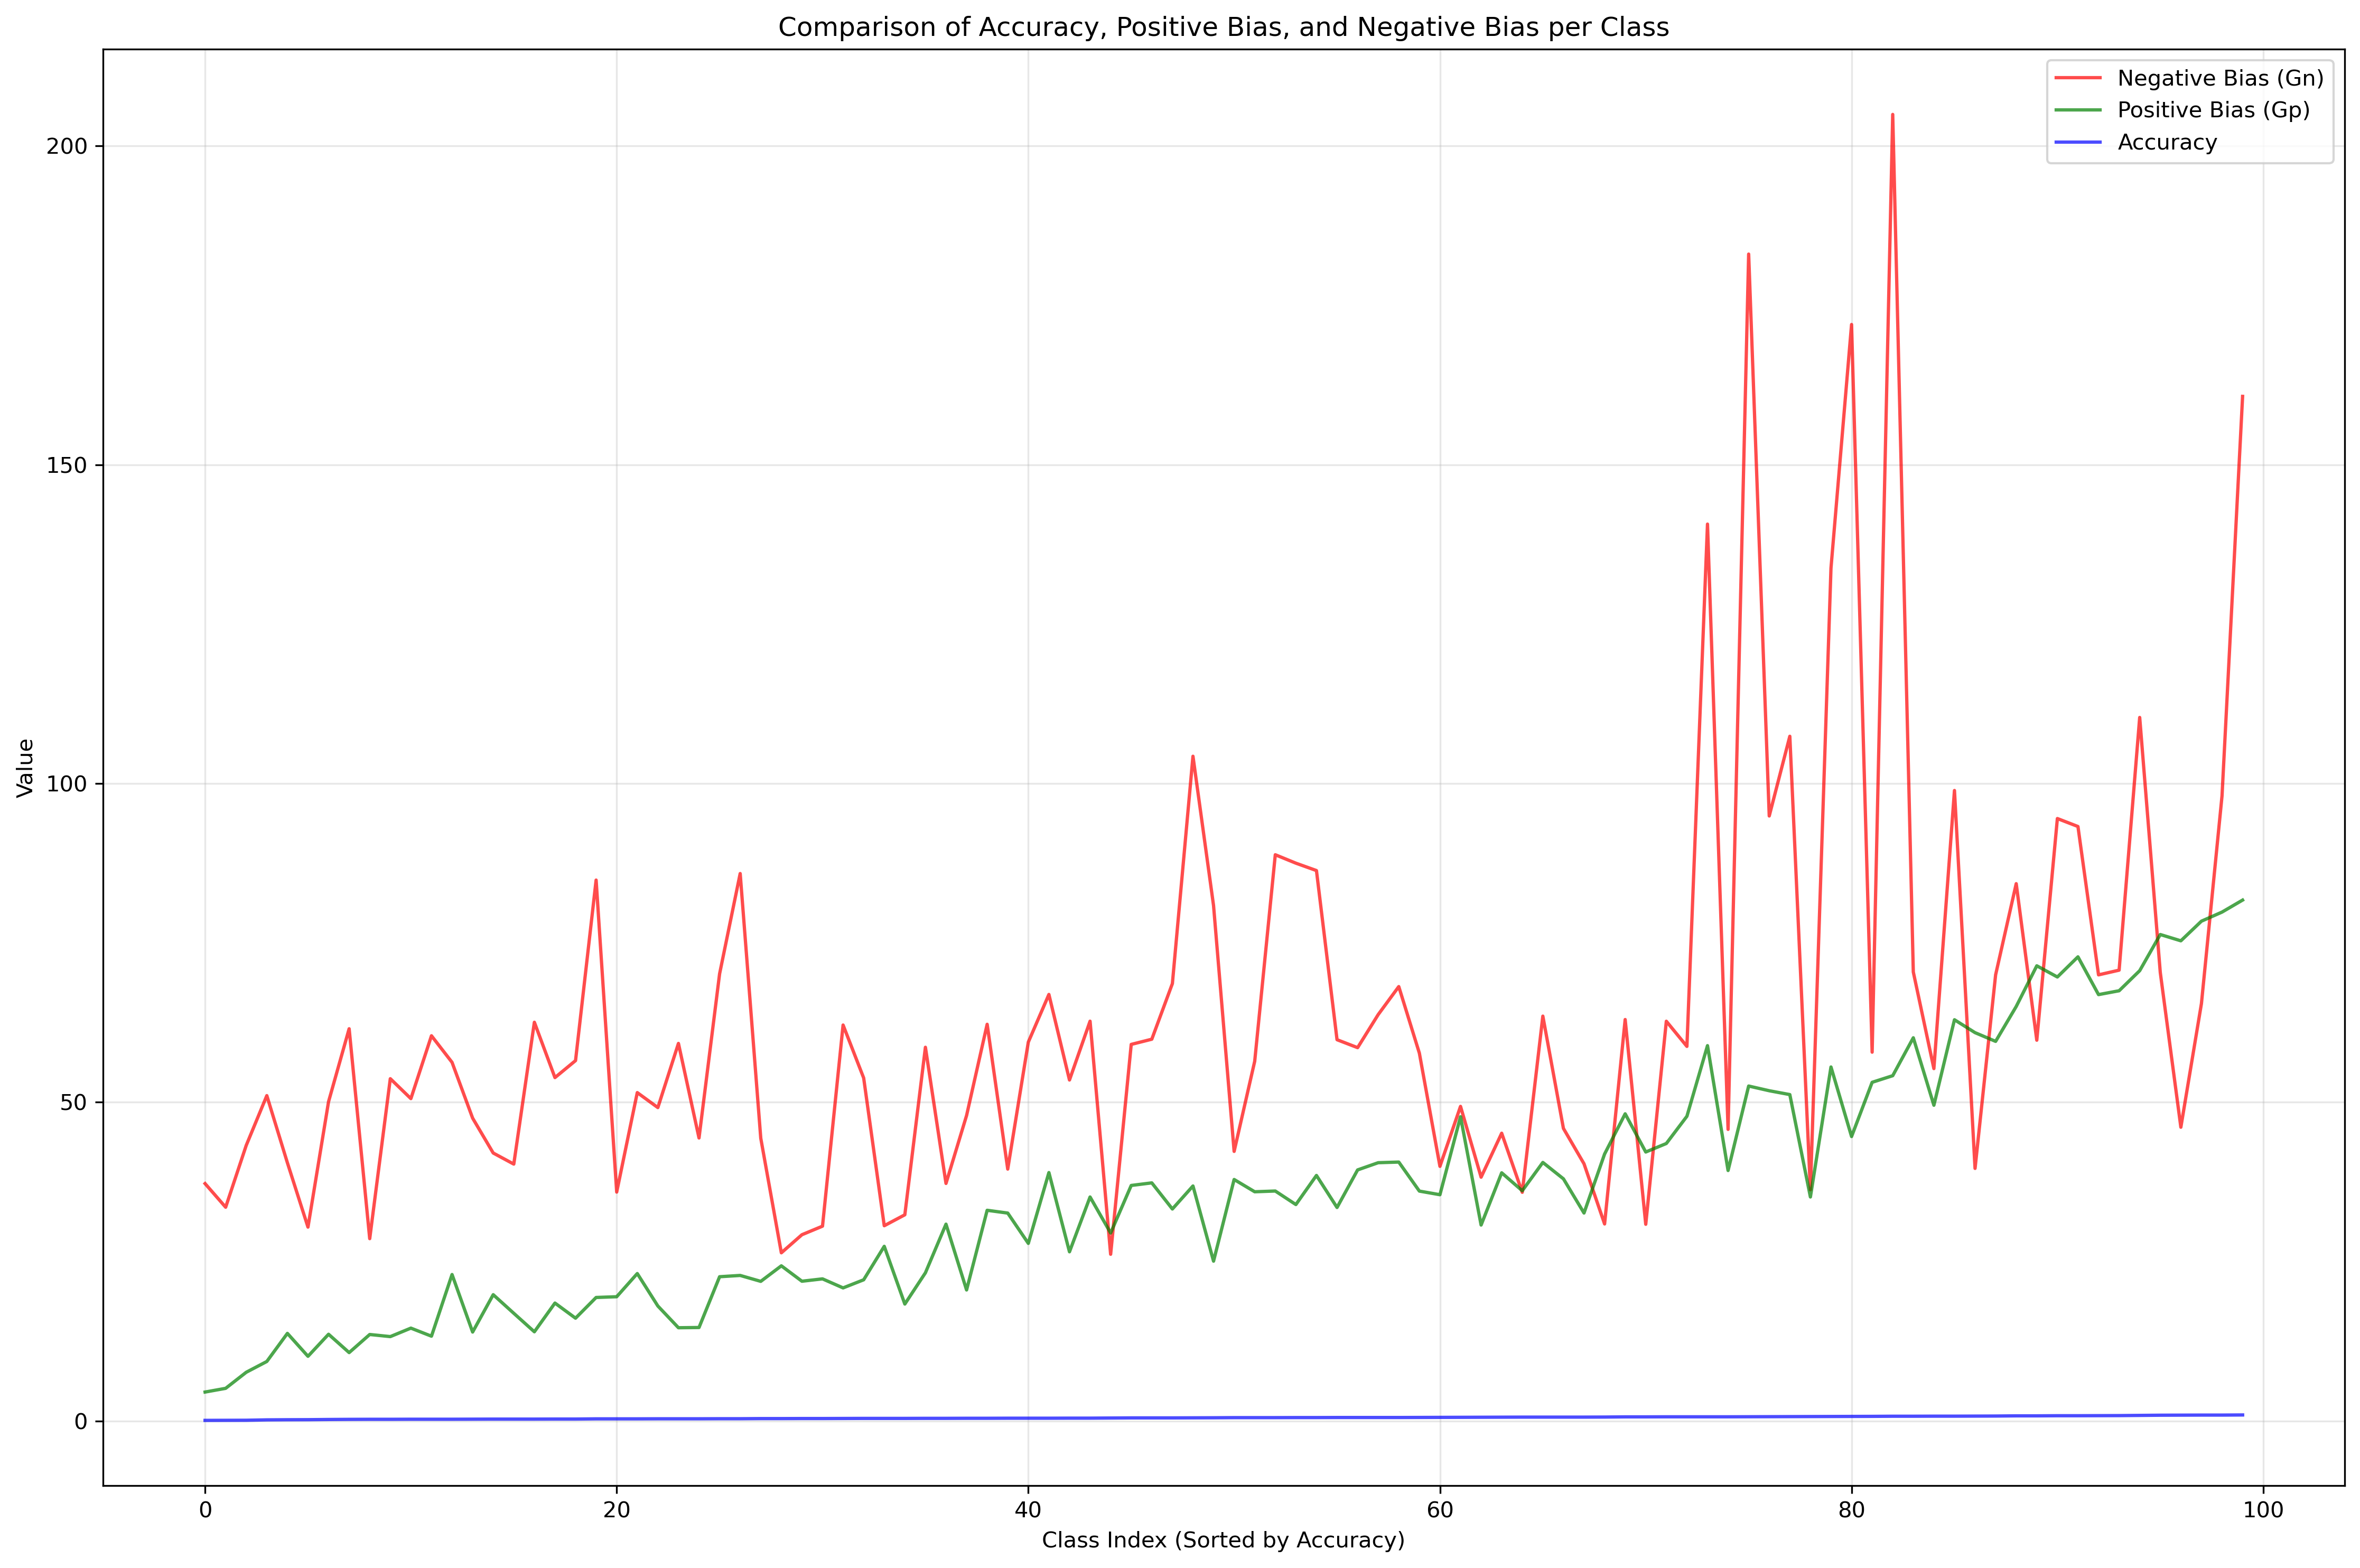 Comparison of Accuracy, Positive Bias, and Negative Bias per Class
Negative Bias (Gn)
Positive Bias (Gp)
Accuracy
200
150
100
50
0
Value
0 20 40 60 80 100
Class Index (Sorted by Accuracy)